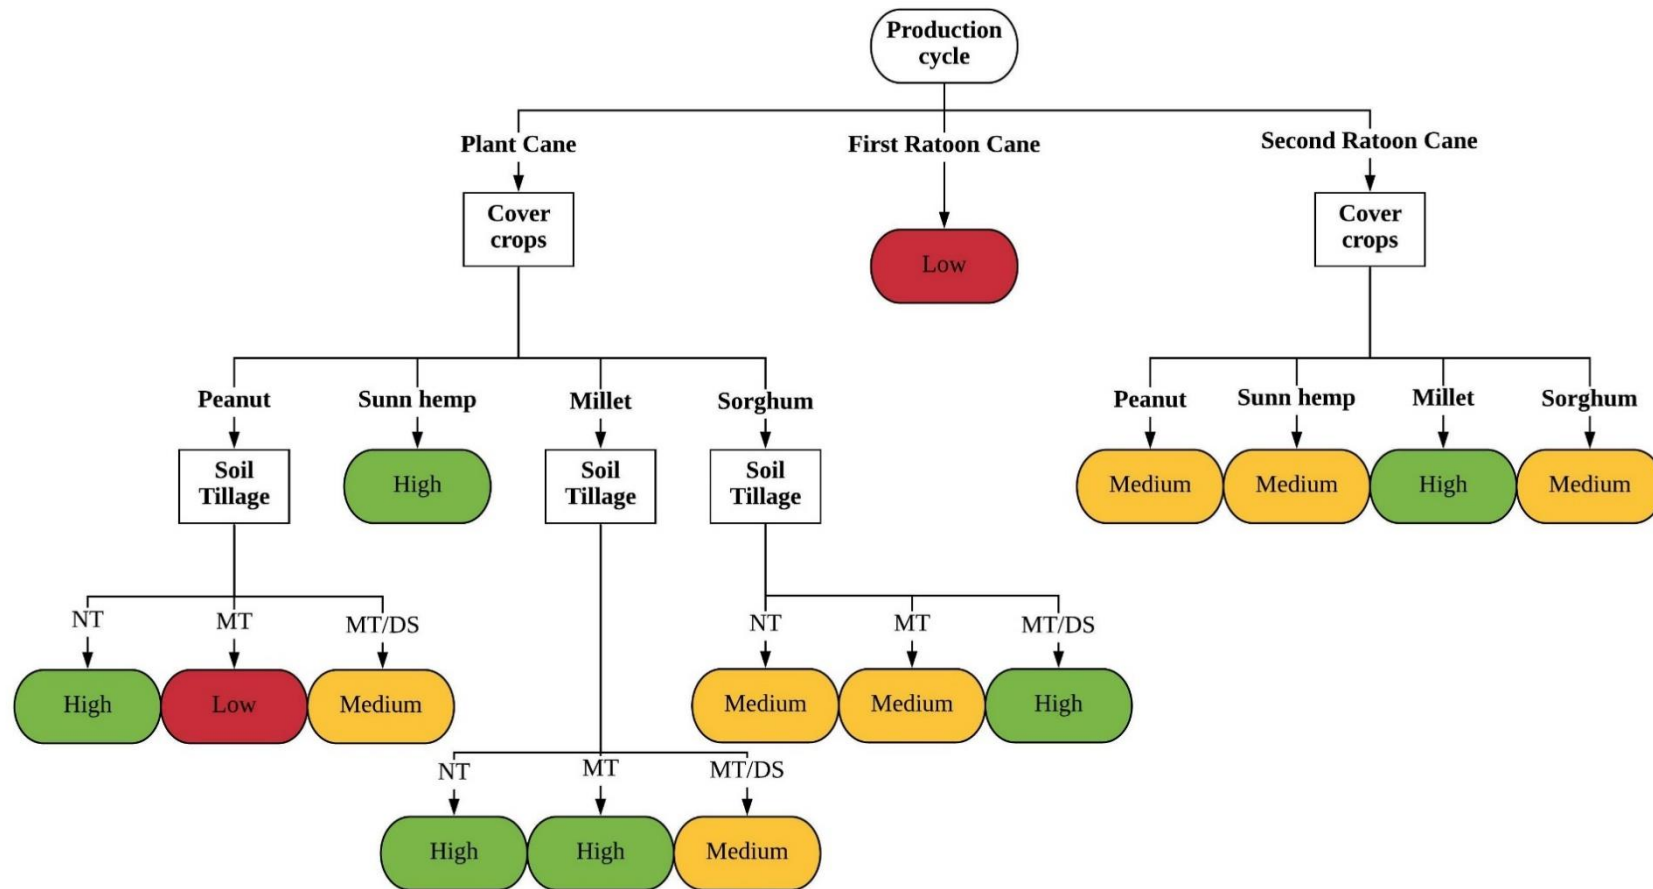 Production
cycle
Plant Cane
First Ratoon Cane
Second Ratoon Cane
Cover
crops
Low
Cover
crops
Peanut
Sunn hemp
Millet
Sorghum
Peanut
Sunn hemp
Millet
Sorghum
Soil
Tillage
High
Soil
Tillage
Soil
Tillage
Medium
Medium
High
Medium
NT
MT
MT/DS
NT
MT
MT/DS
High
Low
Medium
Medium
Medium
High
NT
MT
MT/DS
High
High
Medium